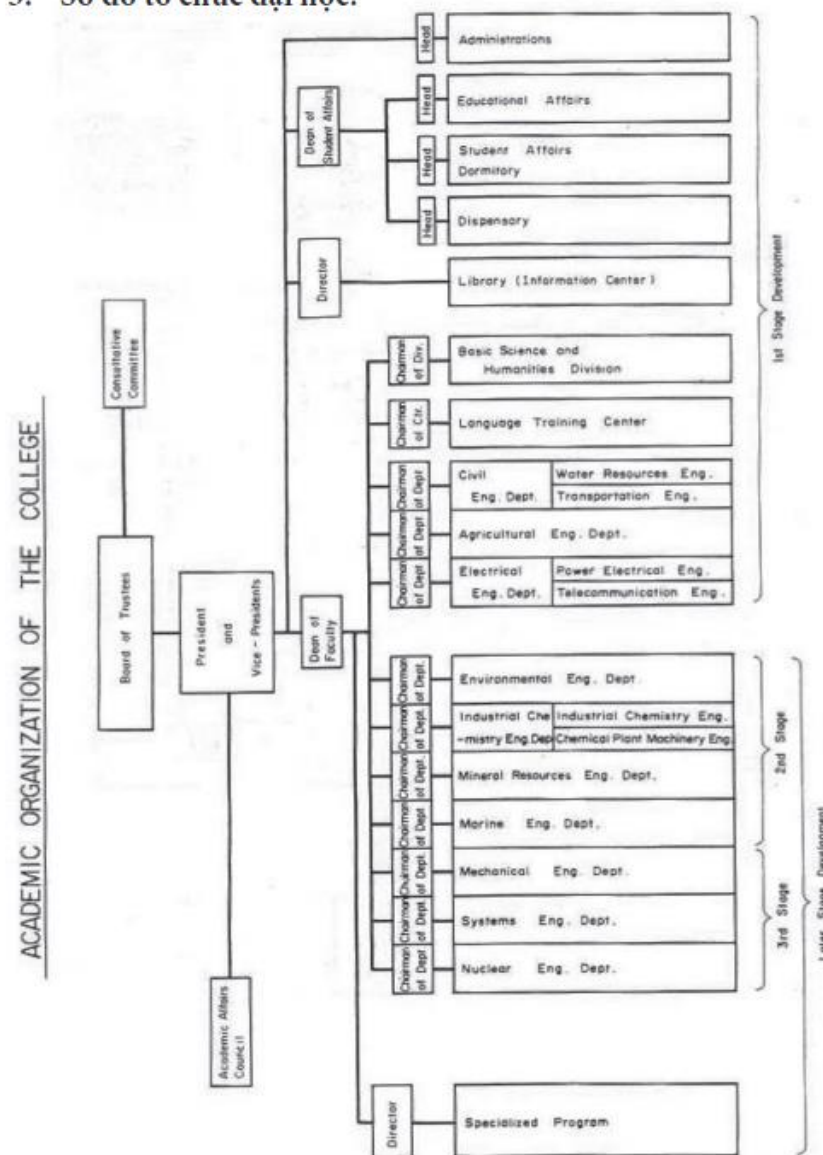 3. Sơ đồ tổ chức đại học.
ACADEMIC ORGANIZATION OF THE COLLEGE
Consultative
Committee
Board of Trustees
President
and
Vice - Presidents
Academic Affairs
Council
Head
Administrations
Dean of
Student Affairs
Head
Educational Affairs
Head
Student Affairs
Dormitory
Head
Dispensary
Director
Library (Information Center)
Dean of
Faculty
Chairman
of Div.
Basic Science and
Humanities Division
Chairman
of Ctr.
Language Training Center
Chairman
of Dept
Civil
Eng. Dept.
Water Resources Eng.
Transportation Eng.
Chairman
of Dept
Agricultural Eng. Dept.
Chairman
of Dept
Electrical
Eng. Dept.
Power Electrical Eng.
Telecommunication Eng.
1st Stage Development
Chairman
of Dept.
Environmental Eng. Dept.
Chairman
of Dept.
Industrial Che
-mistry Eng.Dep
Industrial Chemistry Eng.
Chemical Plant Machinery Eng.
Chairman
of Dept.
Mineral Resources Eng. Dept.
Chairman
of Dept
Marine Eng. Dept.
2nd Stage
Chairman
of Dept.
Mechanical Eng. Dept.
Chairman
of Dept.
Systems Eng. Dept.
Chairman
of Dept
Nuclear Eng. Dept.
3rd Stage
Director
Specialized Program
Later Stage Development